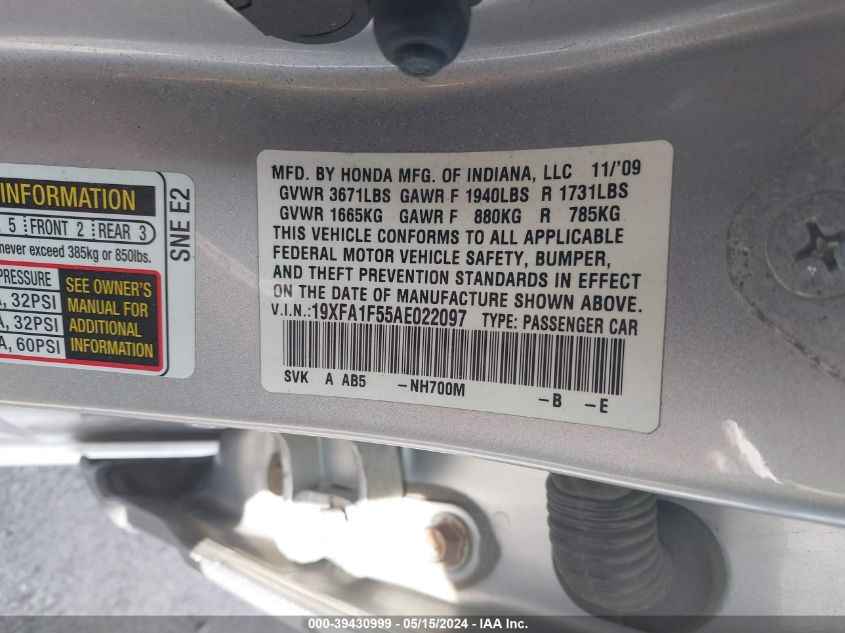 INFORMATION
5 FRONT 2 REAR 3
never exceed 385kg or 850lbs.
PRESSURE
32PSI
32PSI
60PSI
SEE OWNER'S
MANUAL FOR
ADDITIONAL
INFORMATION
SNE E2
MFD. BY HONDA MFG. OF INDIANA, LLC 11/'09
GVWR 3671LBS GAWR F 1940LBS R 1731LBS
GVWR 1665KG GAWR F 880KG R 785KG
THIS VEHICLE CONFORMS TO ALL APPLICABLE
FEDERAL MOTOR VEHICLE SAFETY, BUMPER,
AND THEFT PREVENTION STANDARDS IN EFFECT
ON THE DATE OF MANUFACTURE SHOWN ABOVE.
V.I.N.:19XFA1F55AE022097 TYPE: PASSENGER CAR
SVK A AB5 -NH700M -B -E
000-39430999 - 05/15/2024 - IAA Inc.